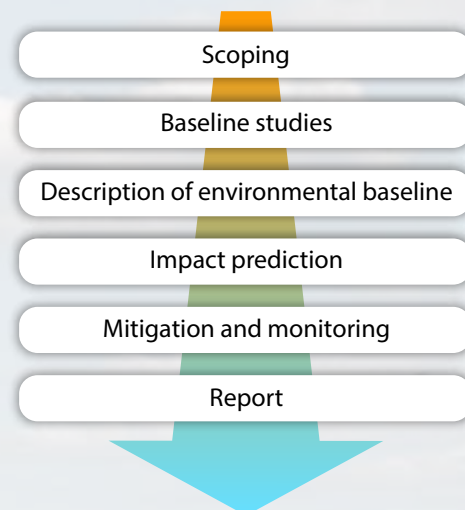 Scoping
Baseline studies
Description of environmental baseline
Impact prediction
Mitigation and monitoring
Report